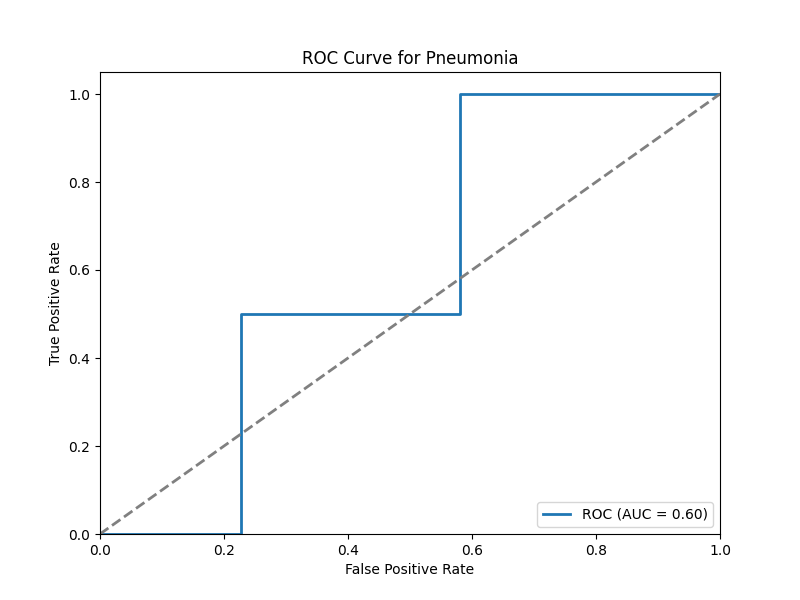 ROC Curve for Pneumonia
True Positive Rate
1.0
0.8
0.6
0.4
0.2
0.0
ROC (AUC = 0.60)
0.0 0.2 0.4 0.6 0.8 1.0
False Positive Rate